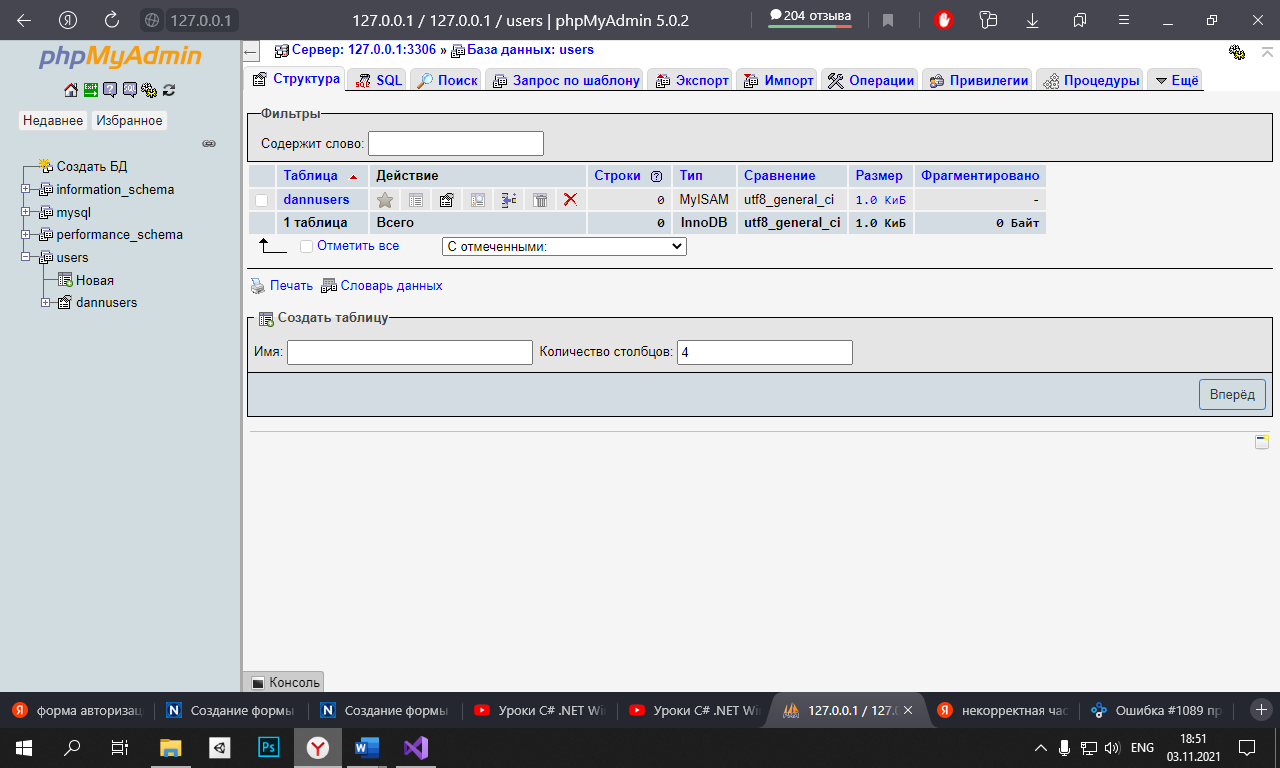 127.0.0.1
127.0.0.1 / 127.0.0.1 / users | phpMyAdmin 5.0.2
204 отзыва
phpMyAdmin
Недавнее Избранное
Создать БД
information_schema
mysql
performance_schema
users
Новая
dannusers
Сервер: 127.0.0.1:3306 » База данных: users
Структура SQL Поиск Запрос по шаблону Экспорт Импорт Операции Привилегии Процедуры Ещё
Фильтры
Содержит слово:
Таблица Действие Строки Тип Сравнение Размер Фрагментировано
dannusers 0 MyISAM utf8_general_ci 1.0 КиБ -
1 таблица Всего 0 InnoDB utf8_general_ci 1.0 КиБ 0 Байт
Отметить все С отмеченными:
Печать Словарь данных
Создать таблицу
Имя: Количество столбцов: 4
Вперёд
Консоль
форма авториза Создание формы Создание формы Уроки C# .NET Wi Уроки C# .NET Wi 127.0.0.1 / 127. некорректная час Ошибка #1089 пр
ENG
18:51
03.11.2021